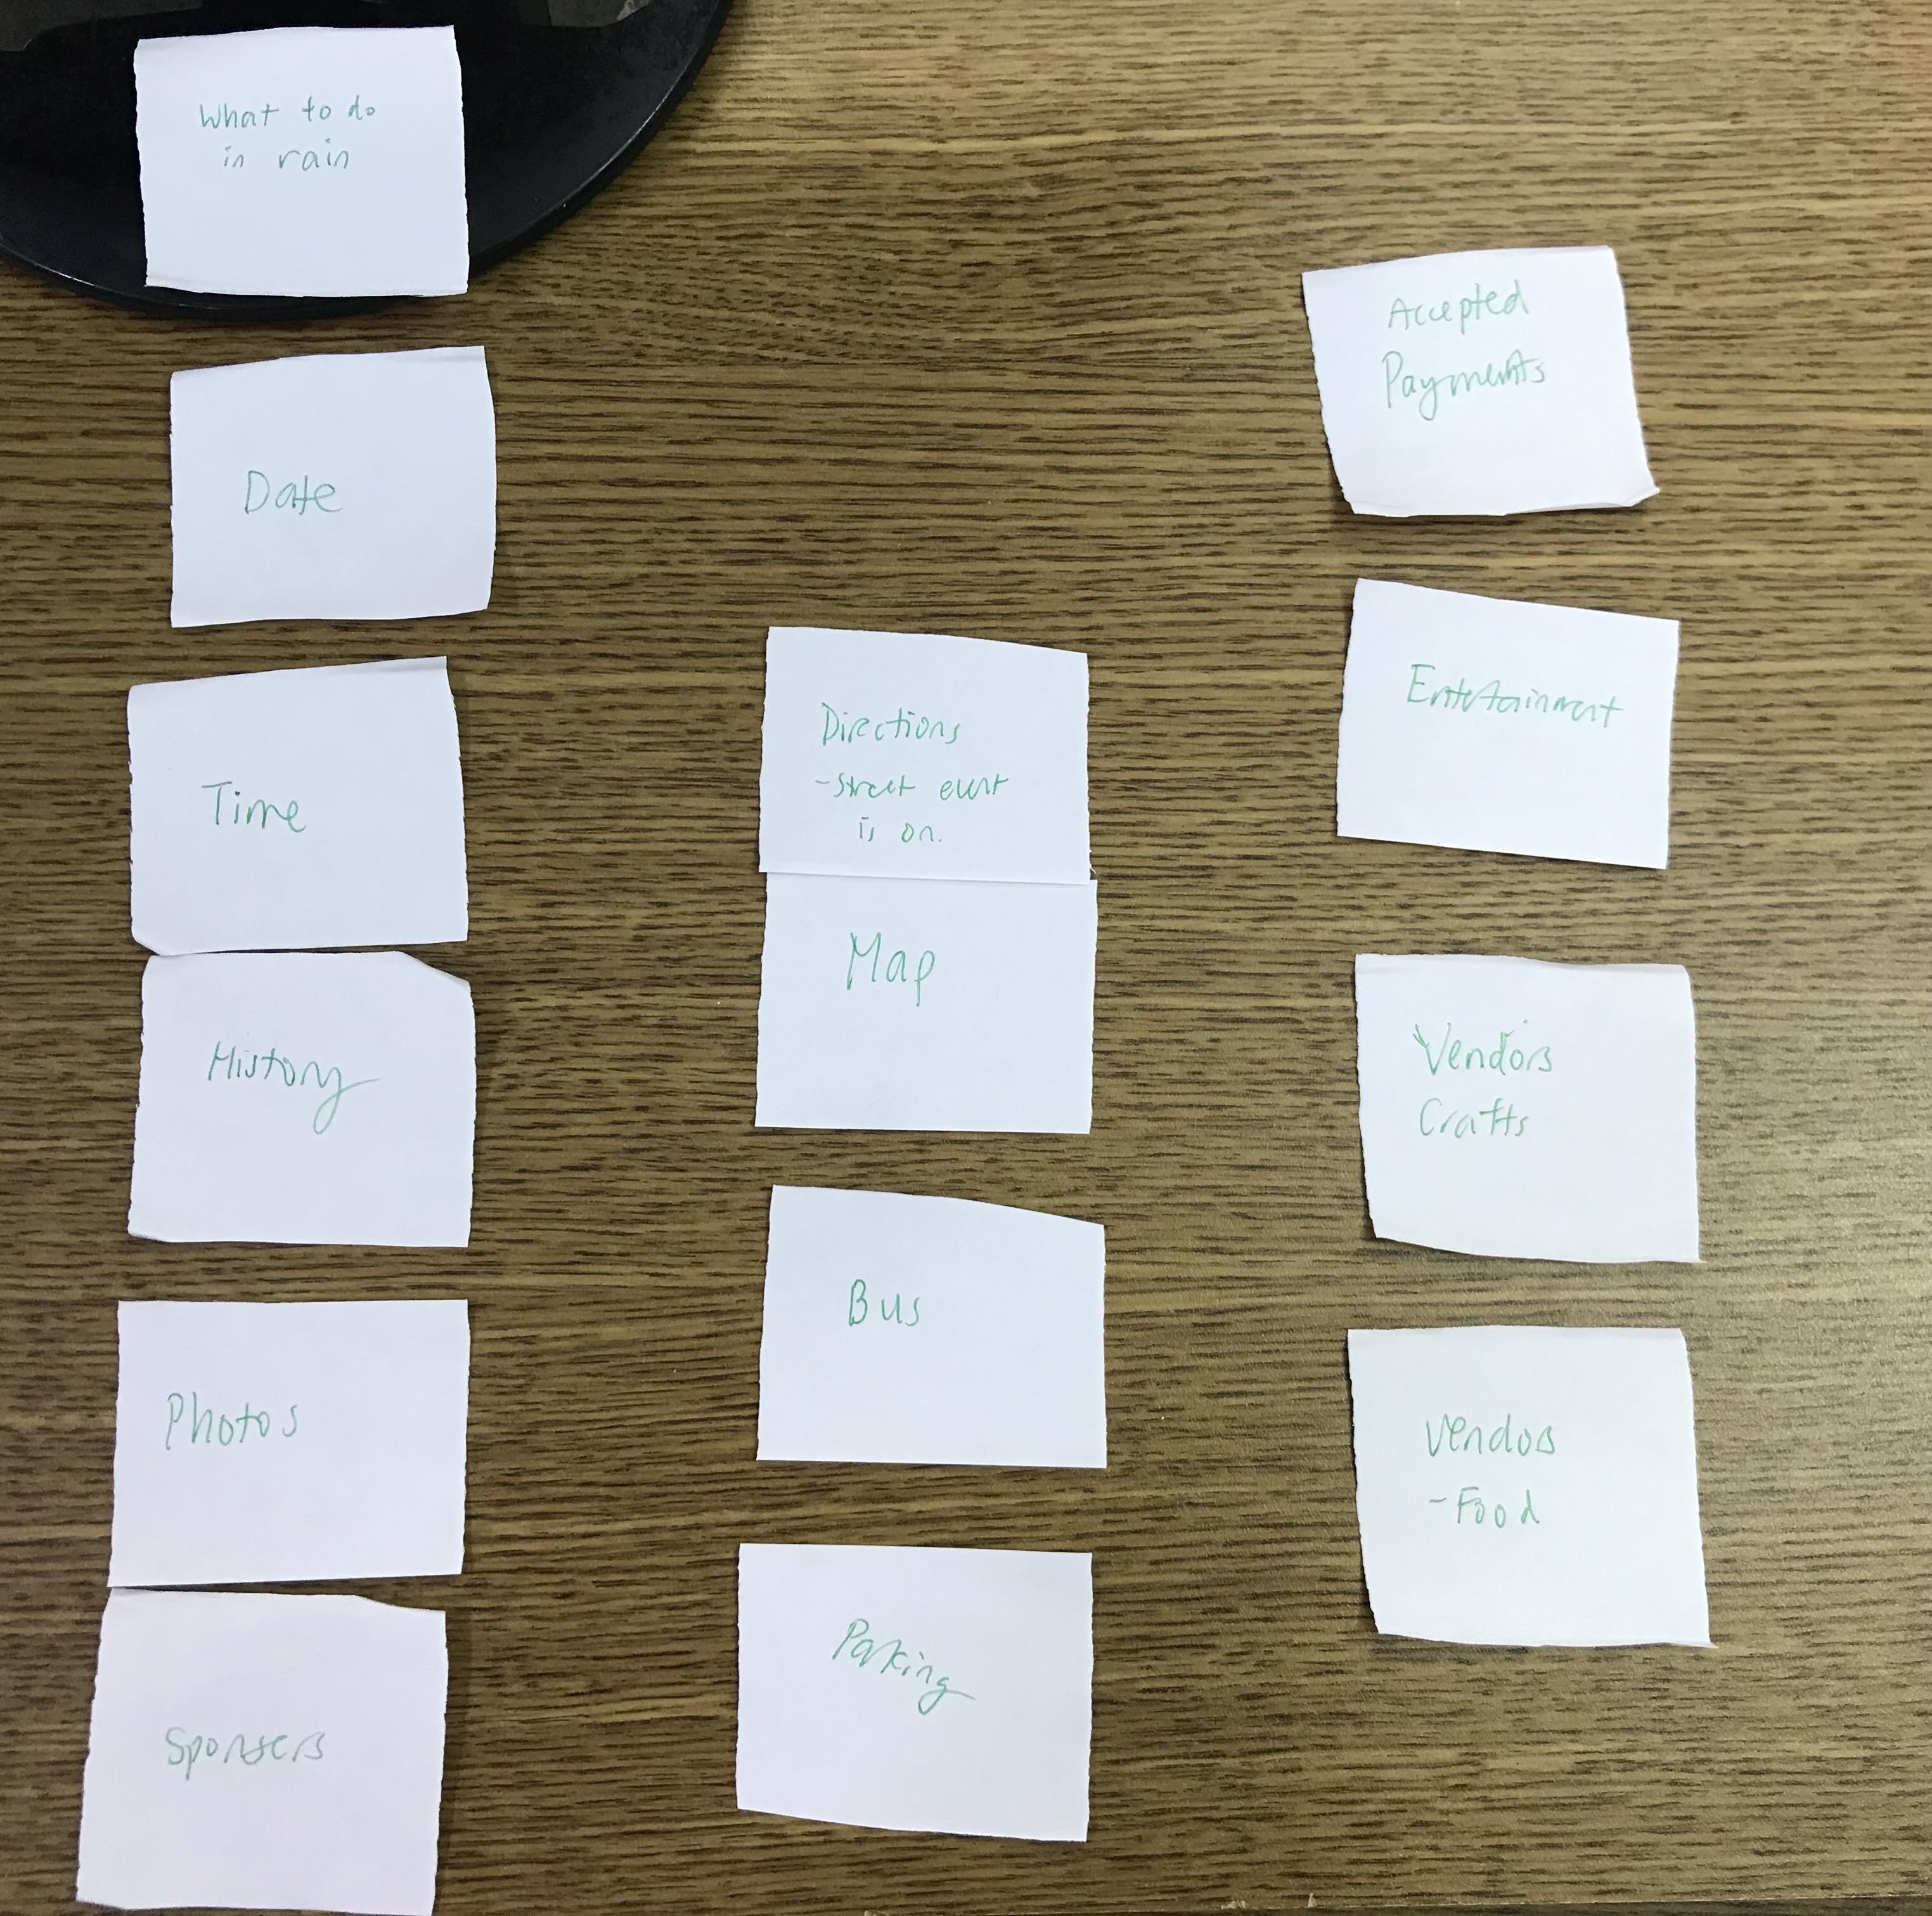 What to do
in rain
Date
Time
History
Photos
Sponsers
Directions
- Street event
is on.
Map
Bus
Parking
Accepted
Payments
Entertainment
Vendors
Crafts
Vendors
- Food